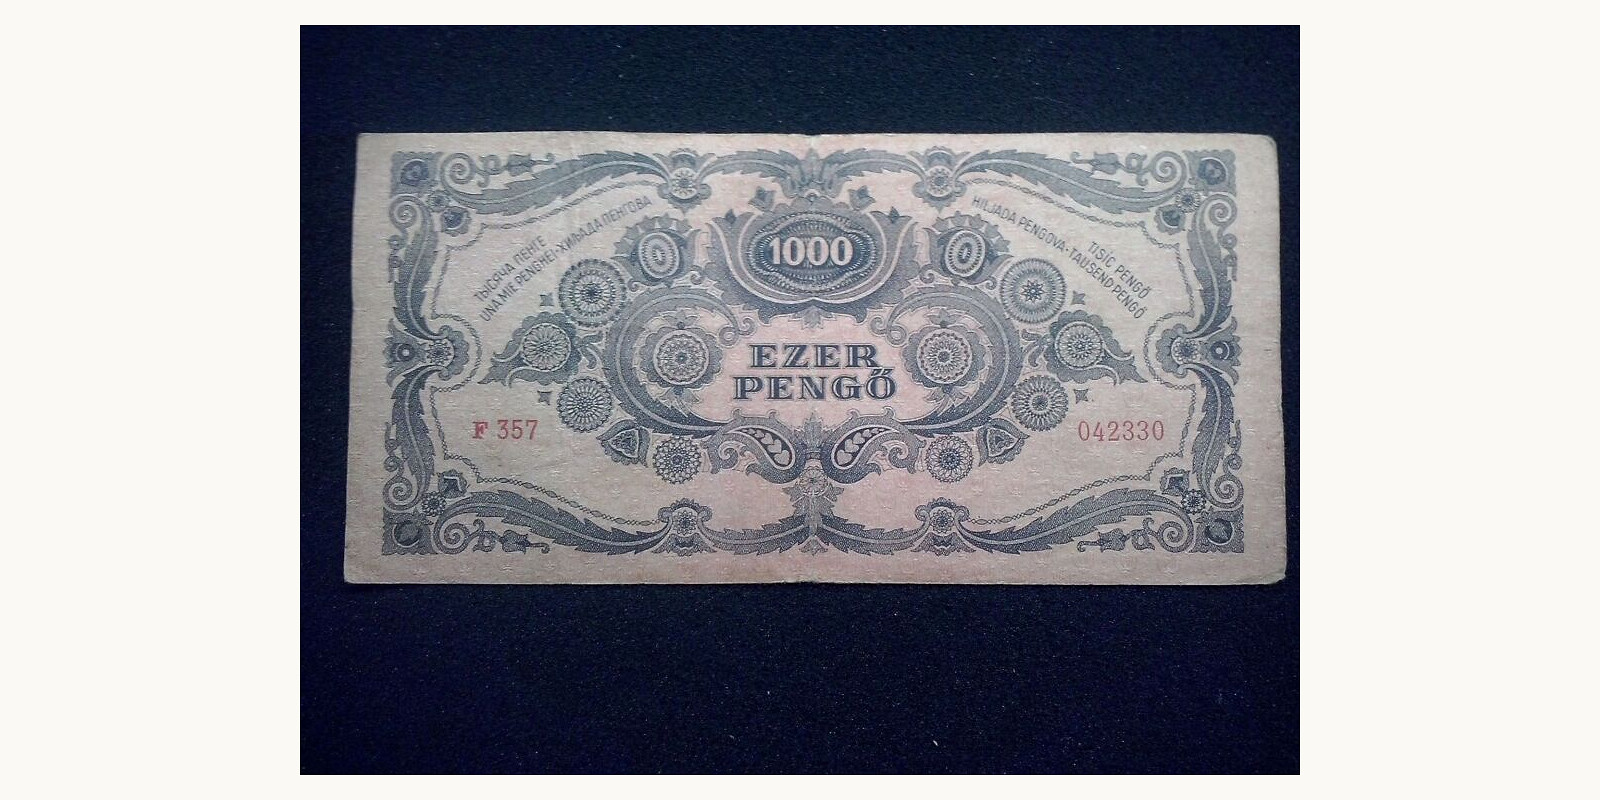 ТЫСЯЧА ПЕНГЕ
UNA MIE PENGHEI · ХИЉАДА ПЕНГОВА
HILJADA PENGOVA · TAUSEND PENGŐ
TISÍC PENGŐ
1000
EZER
PENGŐ
F 357
042330